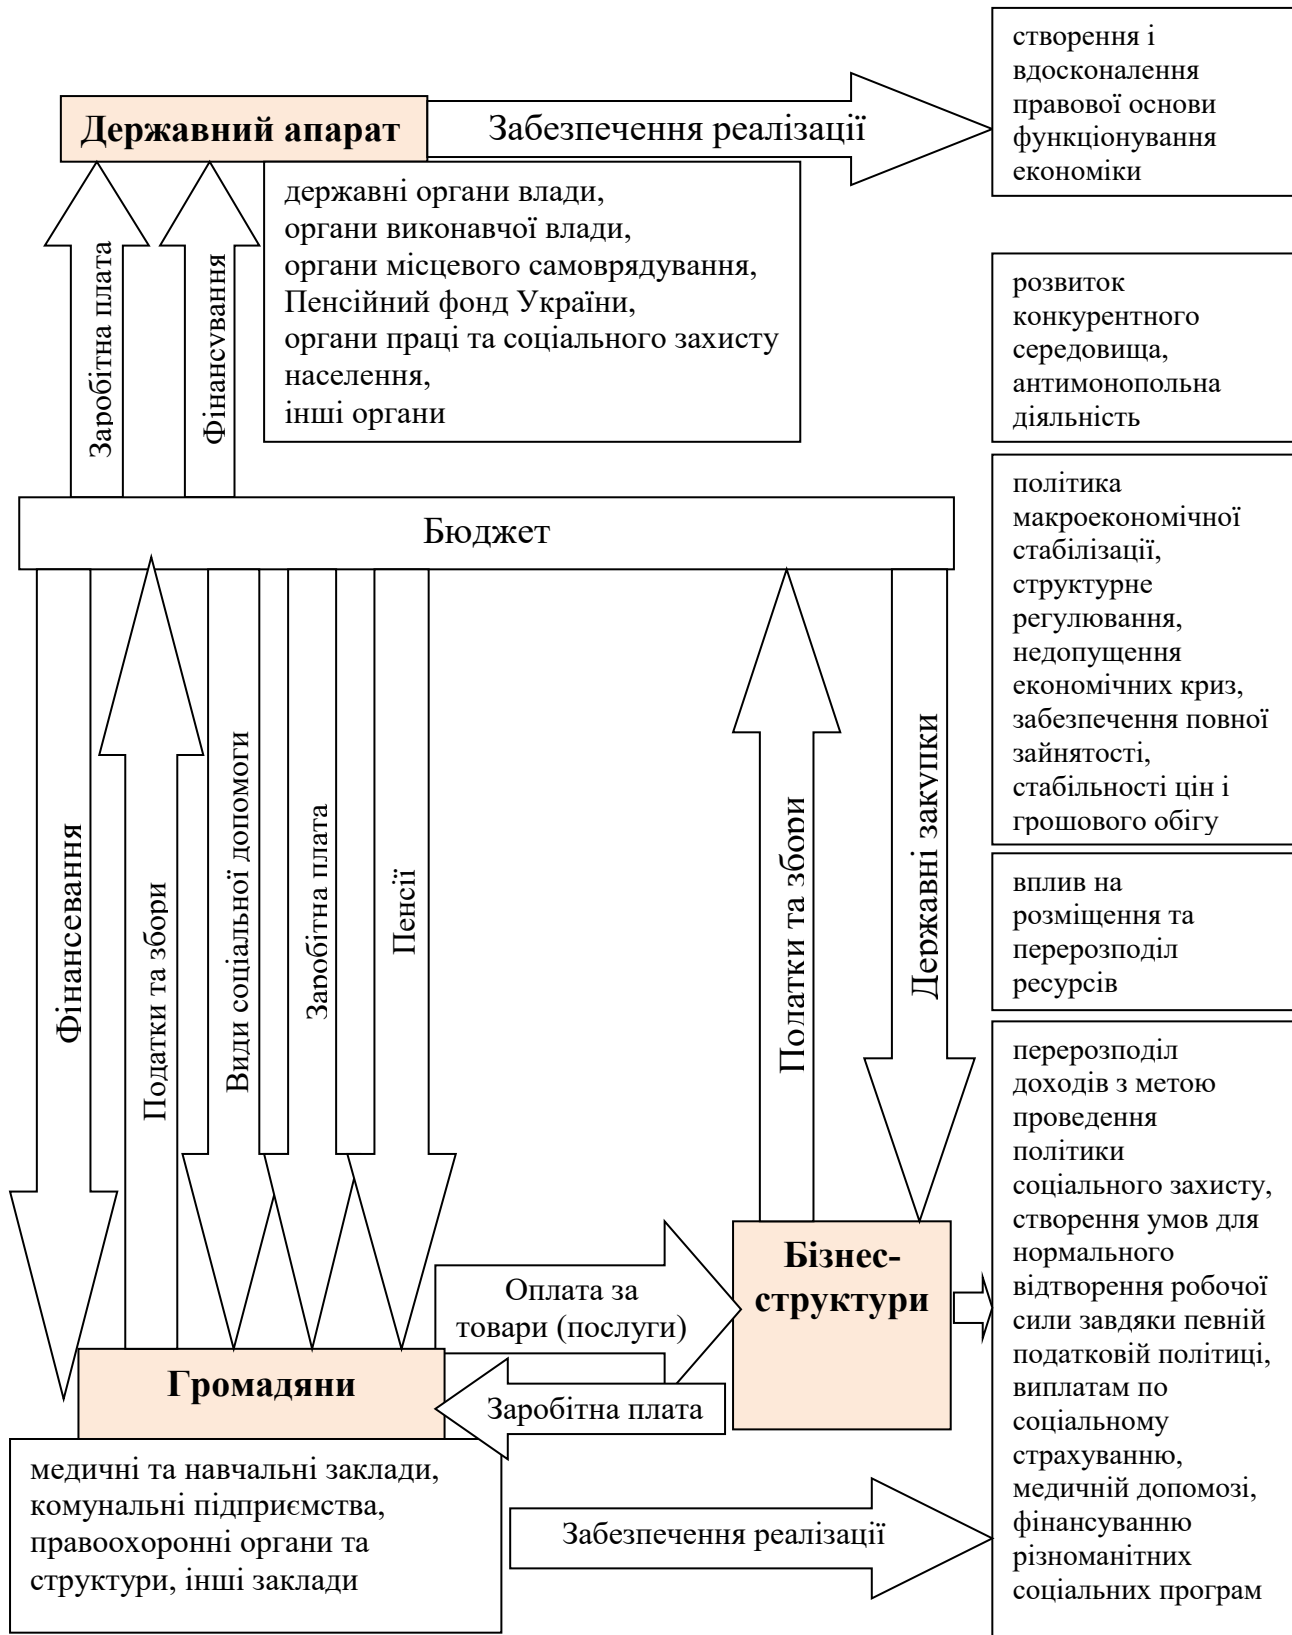 створення і
вдосконалення
правової основи
функціонування
економіки
Державний апарат
Забезпечення реалізації
державні органи влади,
органи виконавчої влади,
органи місцевого самоврядування,
Пенсійний фонд України,
органи праці та соціального захисту
населення,
інші органи
Заробітна плата
Фінансування
розвиток
конкурентного
середовища,
антимонопольна
діяльність
Бюджет
політика
макроекономічної
стабілізації,
структурне
регулювання,
недопущення
економічних криз,
забезпечення повної
зайнятості,
стабільності цін і
грошового обігу
Фінансевання
Податки та збори
Види соціальної допомоги
Заробітна плата
Пенсії
Податки та збори
Державні закупки
вплив на
розміщення та
перерозподіл
ресурсів
перерозподіл
доходів з метою
проведення
політики
соціального захисту,
створення умов для
нормального
відтворення робочої
сили завдяки певній
податковій політиці,
виплатам по
соціальному
страхуванню,
медичній допомозі,
фінансуванню
різноманітних
соціальних програм
Бізнес-
структури
Оплата за
товари (послуги)
Громадяни
Заробітна плата
медичні та навчальні заклади,
комунальні підприємства,
правоохоронні органи та
структури, інші заклади
Забезпечення реалізації